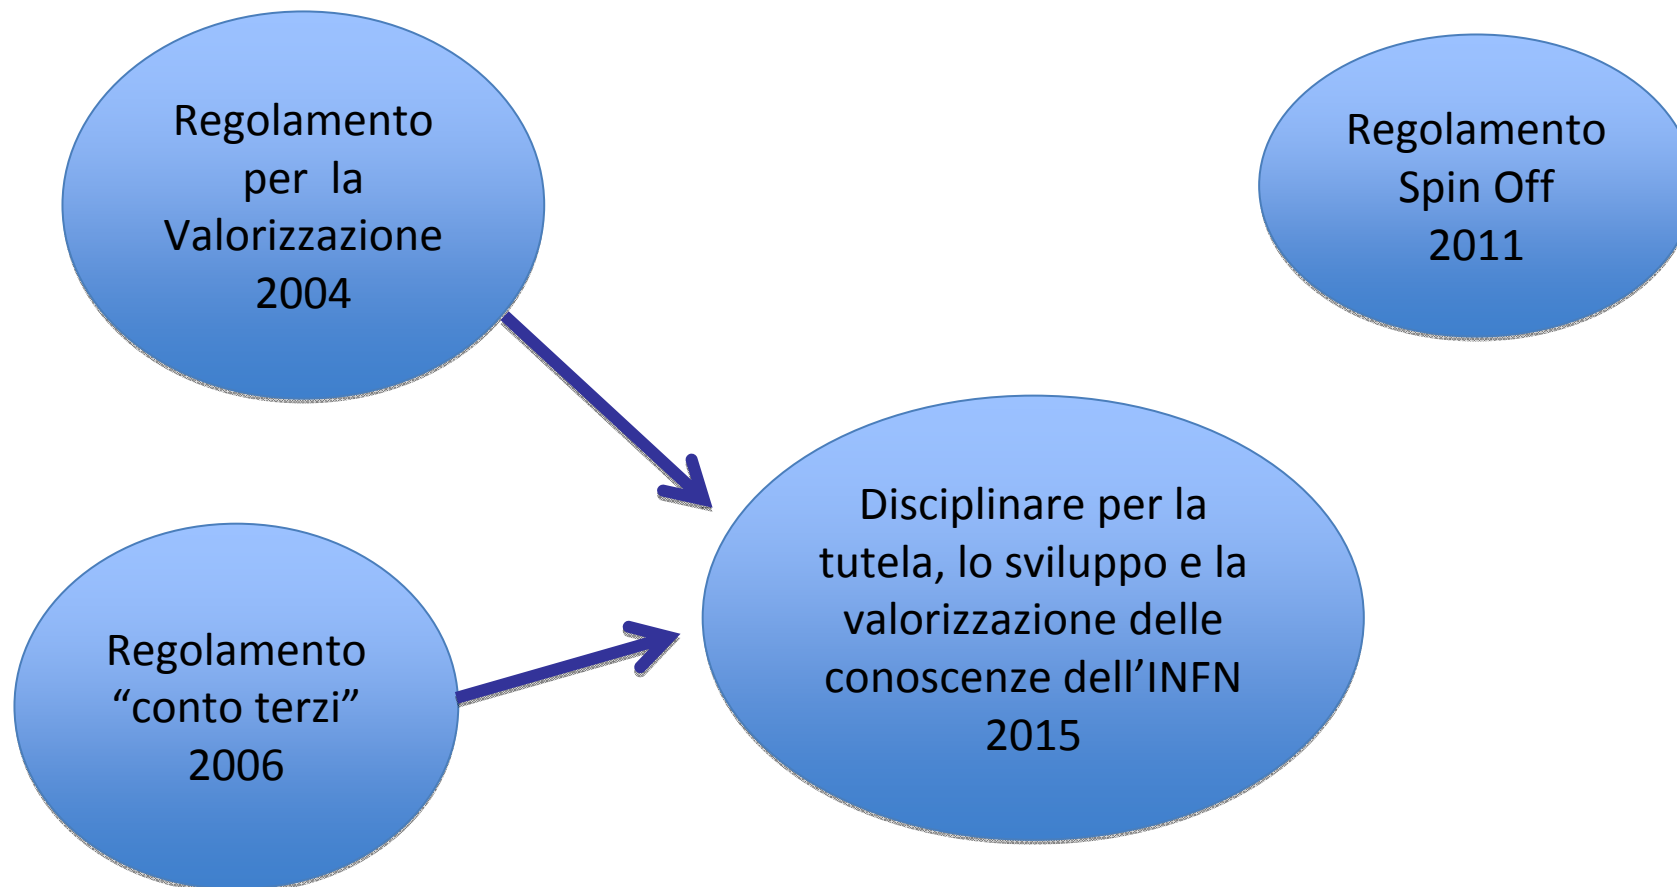 Regolamento
per la
Valorizzazione
2004
Regolamento
Spin Off
2011
Regolamento
“conto terzi”
2006
Disciplinare per la
tutela, lo sviluppo e la
valorizzazione delle
conoscenze dell’INFN
2015